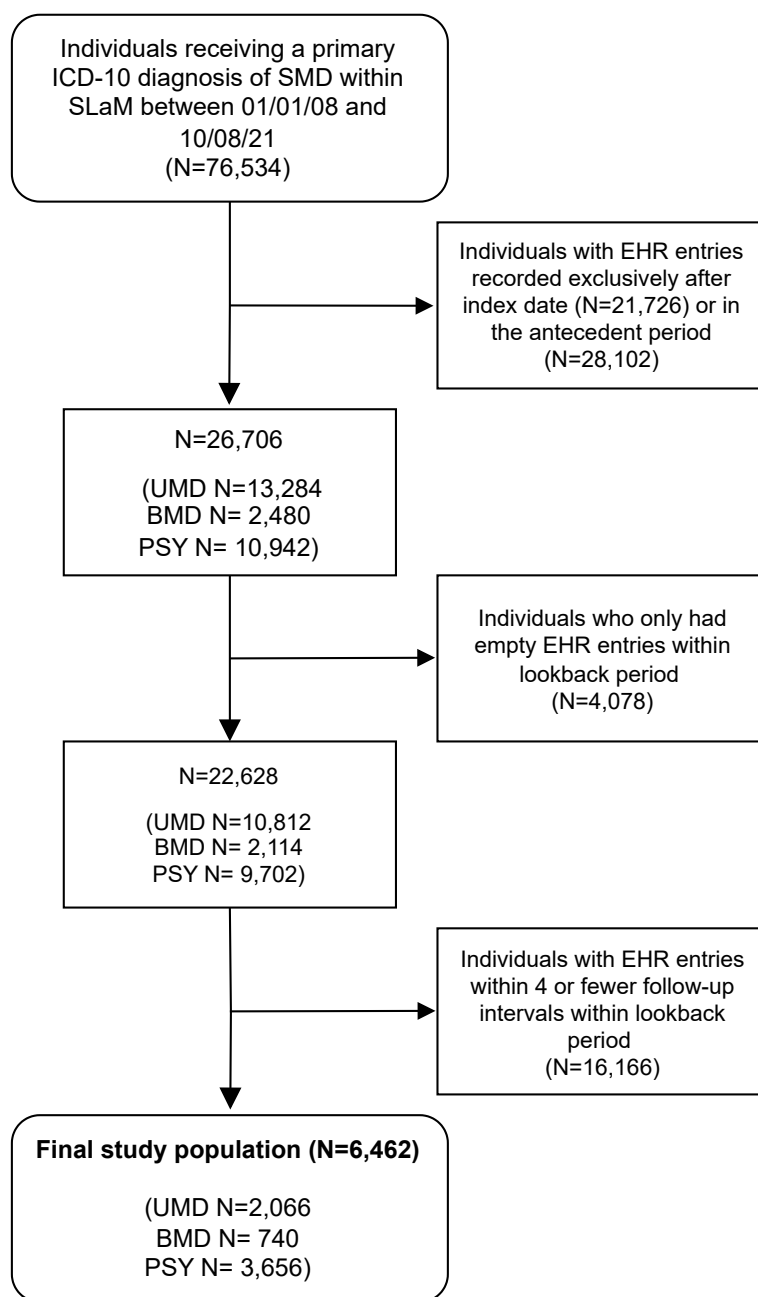 Individuals receiving a primary
ICD-10 diagnosis of SMD within
SLaM between 01/01/08 and
10/08/21
(N=76,534)
Individuals with EHR entries
recorded exclusively after
index date (N=21,726) or in
the antecedent period
(N=28,102)
N=26,706
(UMD N=13,284
BMD N= 2,480
PSY N= 10,942)
Individuals who only had
empty EHR entries within
lookback period
(N=4,078)
N=22,628
(UMD N=10,812
BMD N= 2,114
PSY N= 9,702)
Individuals with EHR entries
within 4 or fewer follow-up
intervals within lookback
period
(N=16,166)
Final study population (N=6,462)
(UMD N=2,066
BMD N= 740
PSY N= 3,656)